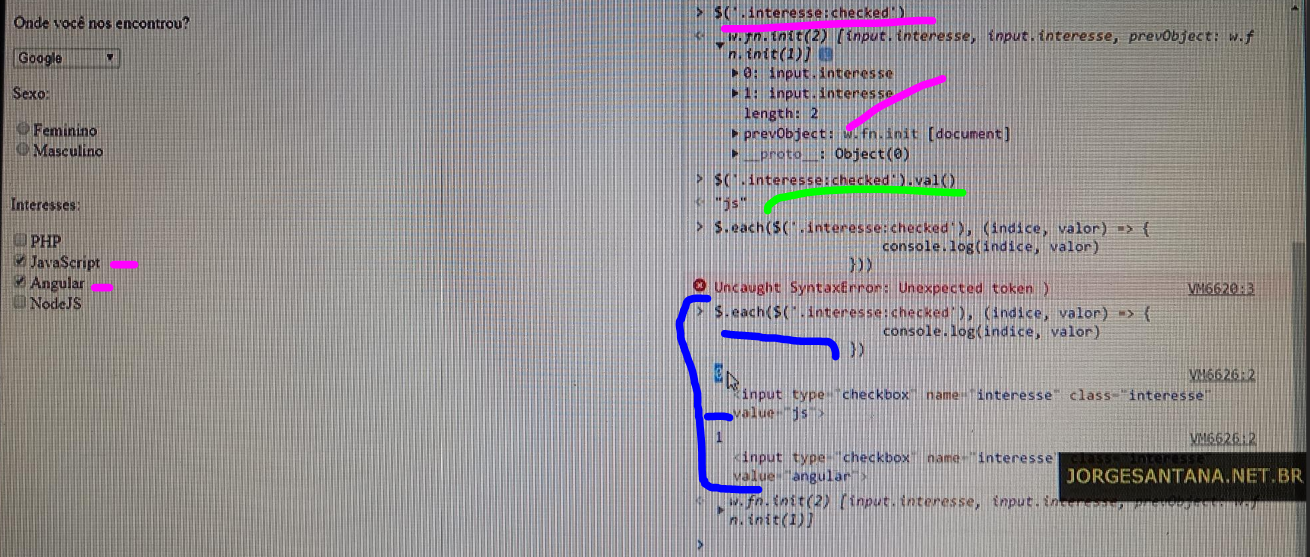 Onde você nos encontrou?
Google
Sexo:
Feminino
Masculino
Interesses:
PHP
JavaScript
Angular
NodeJS
> $('.interesse:checked')
w.fn.init(2) [input.interesse, input.interesse, prevObject: w.f
n.init(1)]
0: input.interesse
1: input.interesse
length: 2
prevObject: w.fn.init [document]
__proto__: Object(0)
> $('.interesse:checked').val()
"js"
> $.each($('.interesse:checked'), (indice, valor) => {
console.log(indice, valor)
}))
Uncaught SyntaxError: Unexpected token ) VM6620:3
> $.each($('.interesse:checked'), (indice, valor) => {
console.log(indice, valor)
})
0 VM6626:2
<input type="checkbox" name="interesse" class="interesse"
value="js">
1 VM6626:2
<input type="checkbox" name="interesse" class="interesse"
value="angular">
w.fn.init(2) [input.interesse, input.interesse, prevObject: w.f
n.init(1)]
>
JORGESANTANA.NET.BR